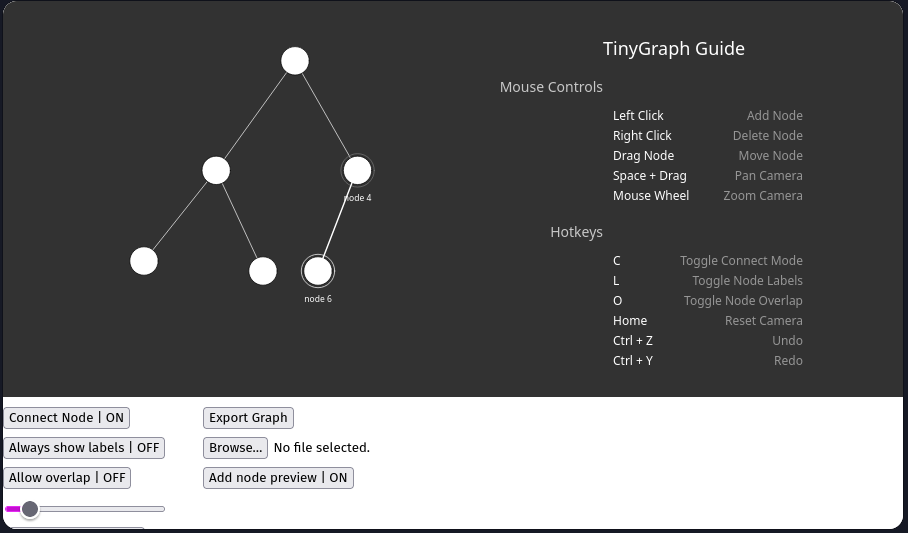 TinyGraph Guide
Mouse Controls
Left Click Add Node
Right Click Delete Node
Drag Node Move Node
Space + Drag Pan Camera
Mouse Wheel Zoom Camera
node 4
node 6
Hotkeys
C Toggle Connect Mode
L Toggle Node Labels
O Toggle Node Overlap
Home Reset Camera
Ctrl + Z Undo
Ctrl + Y Redo
Connect Node | ON Export Graph
Always show labels | OFF Browse... No file selected.
Allow overlap | OFF Add node preview | ON